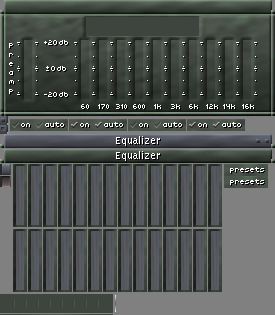 preamp
+20db
±0db
-20db
60 170 310 600 1k 3k 6k 12k 14k 16k
on auto on auto on auto on auto
Equalizer
Equalizer
presets
presets